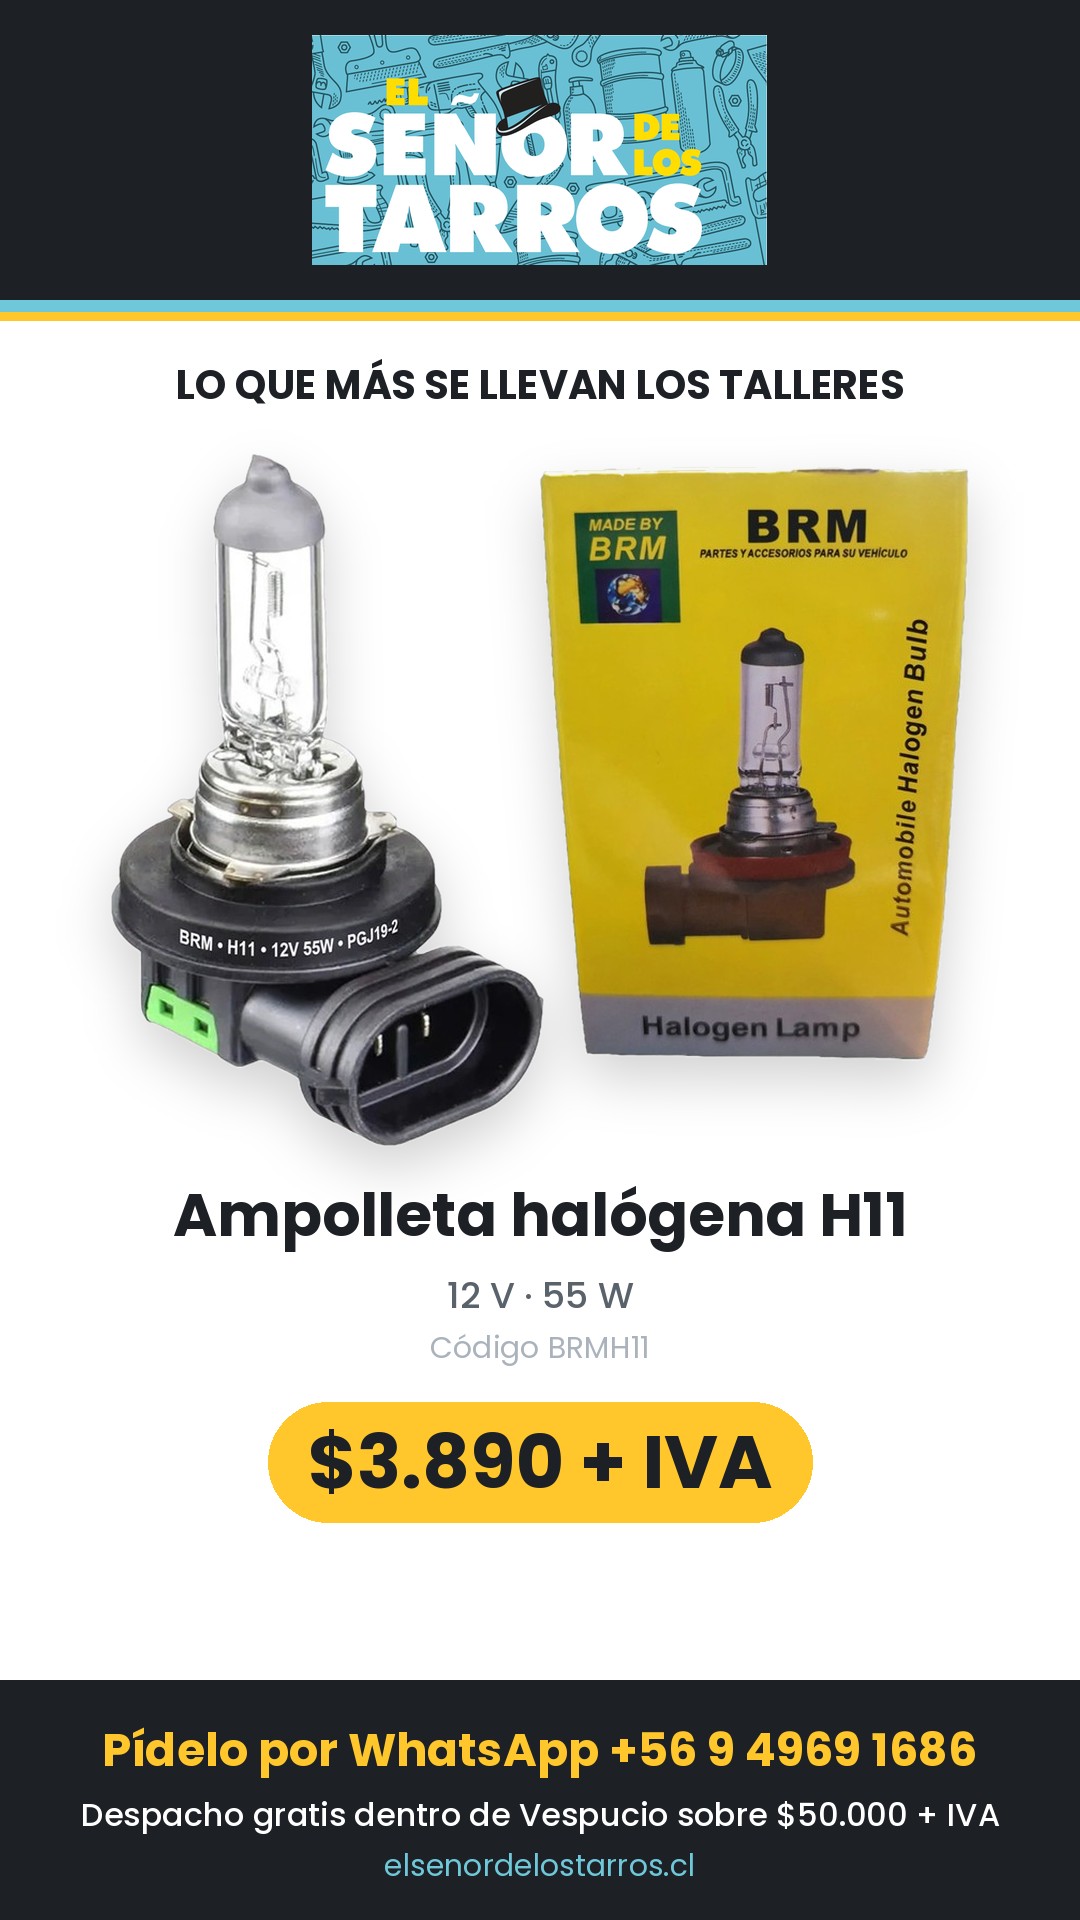 EL
SEÑOR DE LOS
TARROS
LO QUE MÁS SE LLEVAN LOS TALLERES
MADE BY
BRM
BRM
PARTES Y ACCESORIOS PARA SU VEHÍCULO
Automobile Halogen Bulb
BRM • H11 • 12V 55W • PGJ19-2
Halogen Lamp
Ampolleta halógena H11
12 V · 55 W
Código BRMH11
$3.890 + IVA
Pídelo por WhatsApp +56 9 4969 1686
Despacho gratis dentro de Vespucio sobre $50.000 + IVA
elsenordelostarros.cl